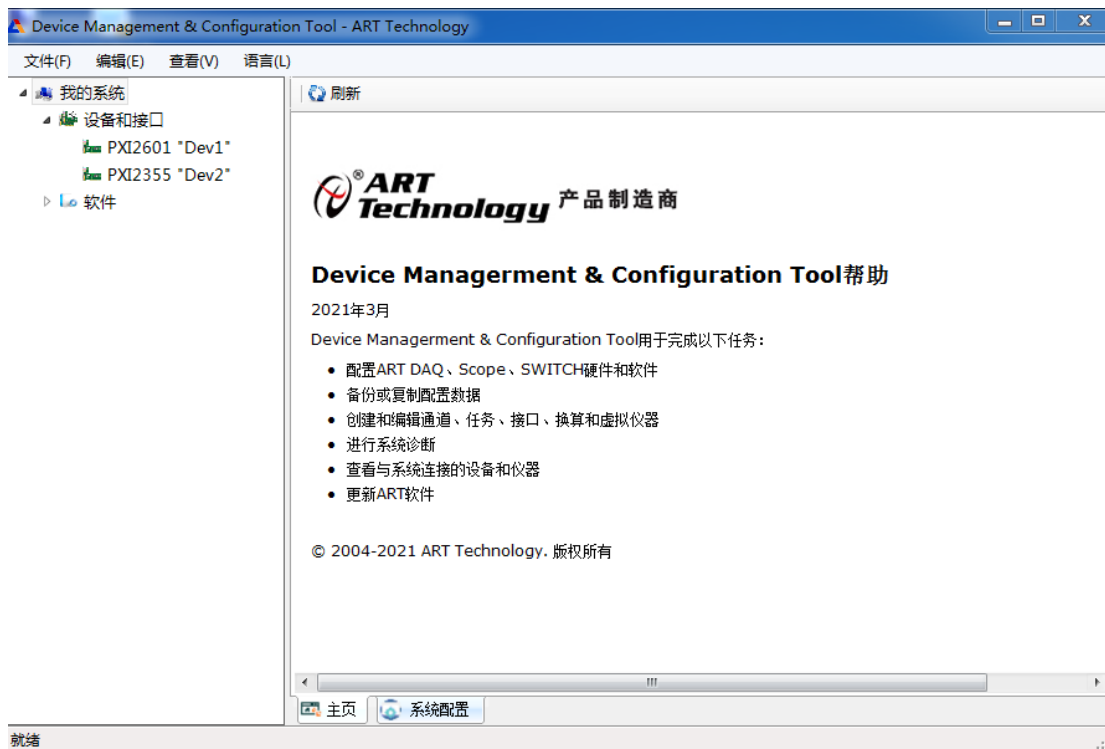 Device Management & Configuration Tool - ART Technology
文件(F) 编辑(E) 查看(V) 语言(L)
我的系统
设备和接口
PXI2601 "Dev1"
PXI2355 "Dev2"
软件
刷新
®ART
Technology 产品制造商
Device Managerment & Configuration Tool帮助
2021年3月
Device Managerment & Configuration Tool用于完成以下任务：
• 配置ART DAQ、Scope、SWITCH硬件和软件
• 备份或复制配置数据
• 创建和编辑通道、任务、接口、换算和虚拟仪器
• 进行系统诊断
• 查看与系统连接的设备和仪器
• 更新ART软件
© 2004-2021 ART Technology. 版权所有
主页 系统配置
就绪